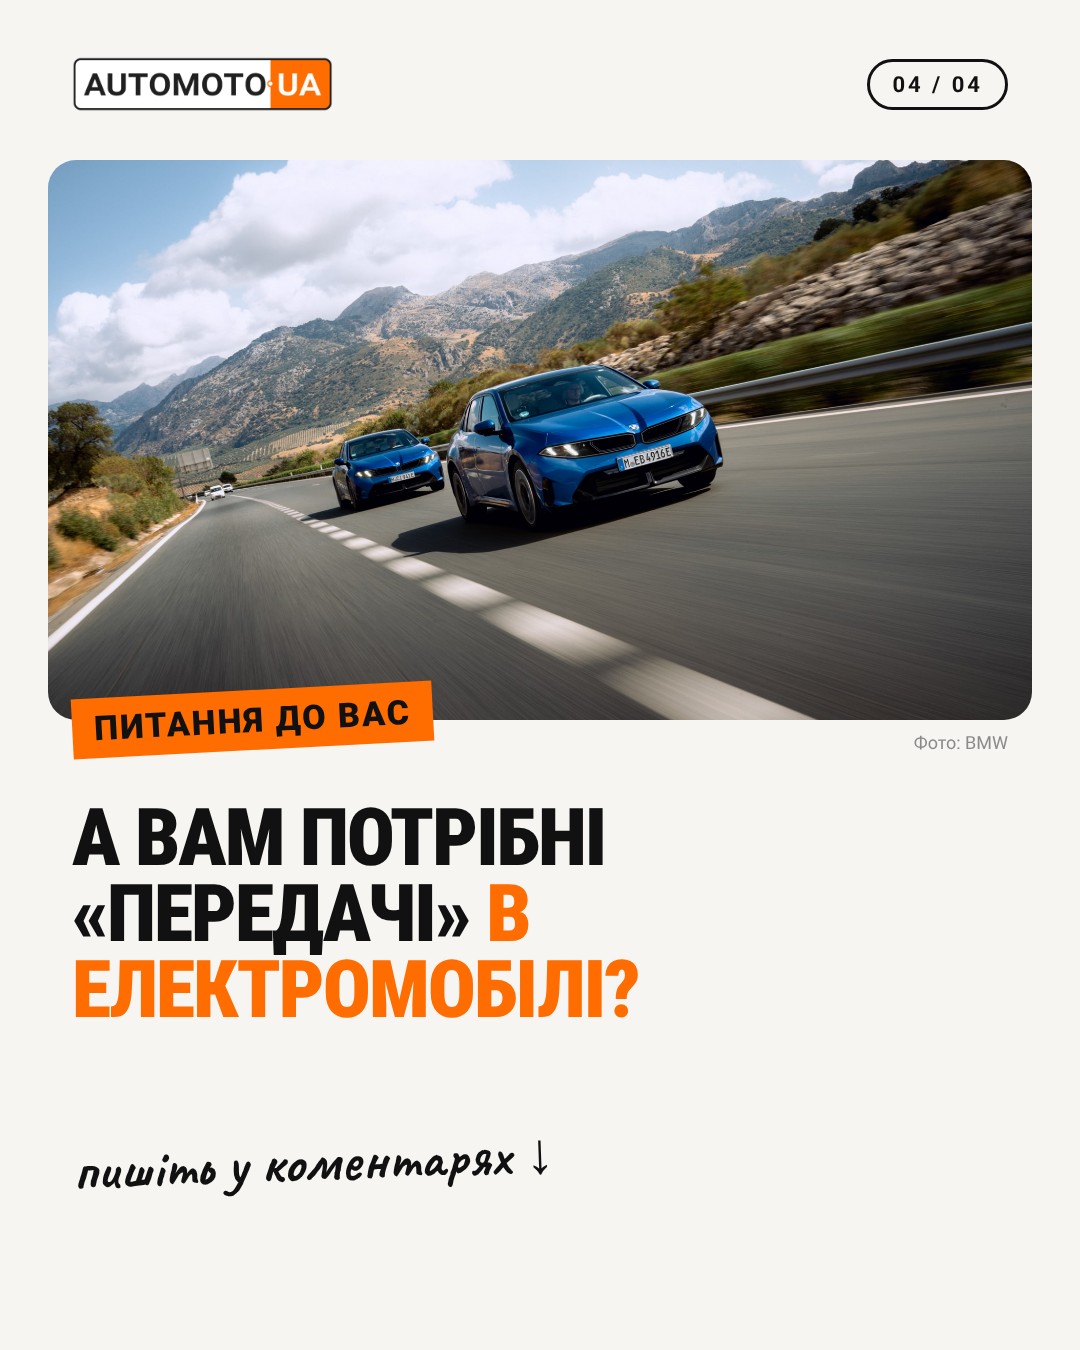 AUTOMOTO UA
04 / 04
M EB4916E
ПИТАННЯ ДО ВАС
Фото: BMW
А ВАМ ПОТРІБНІ
«ПЕРЕДАЧІ» В
ЕЛЕКТРОМОБІЛІ?
пишіть у коментарях ↓